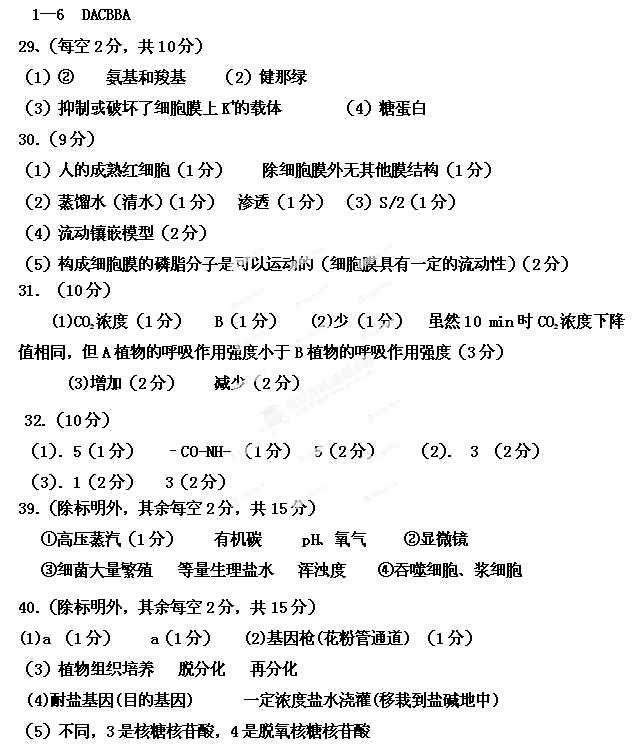 1—6 DACBBA
29、（每空2分，共10分）
（1）② 氨基和羧基 （2）健那绿
（3）抑制或破坏了细胞膜上K⁺的载体 （4）糖蛋白
30．（9分）
（1）人的成熟红细胞（1分） 除细胞膜外无其他膜结构（1分）
（2）蒸馏水（清水）（1分） 渗透（1分） （3）S/2（1分）
（4）流动镶嵌模型（2分）
（5）构成细胞膜的磷脂分子是可以运动的（细胞膜具有一定的流动性）（2分）
31．（10分）
(1)CO₂浓度（1分） B（1分） (2)少（1分） 虽然10 min时CO₂浓度下降
值相同，但A植物的呼吸作用强度小于B植物的呼吸作用强度（3分）
(3)增加（2分） 减少（2分）
32.（10分）
（1）．5（1分） –CO-NH- （1分） 5（2分） （2）． 3 （2分）
（3）．1（2分） 3（2分）
39．（除标明外，其余每空2分，共15分）
①高压蒸汽（1分） 有机碳 pH、氧气 ②显微镜
③细菌大量繁殖 等量生理盐水 浑浊度 ④吞噬细胞、浆细胞
40．（除标明外，其余每空2分，共15分）
(1)a （1分） a（1分） (2)基因枪(花粉管通道) （1分）
（3）植物组织培养 脱分化 再分化
(4)耐盐基因(目的基因) 一定浓度盐水浇灌(移栽到盐碱地中)
（5）不同，3是核糖核苷酸，4是脱氧核糖核苷酸